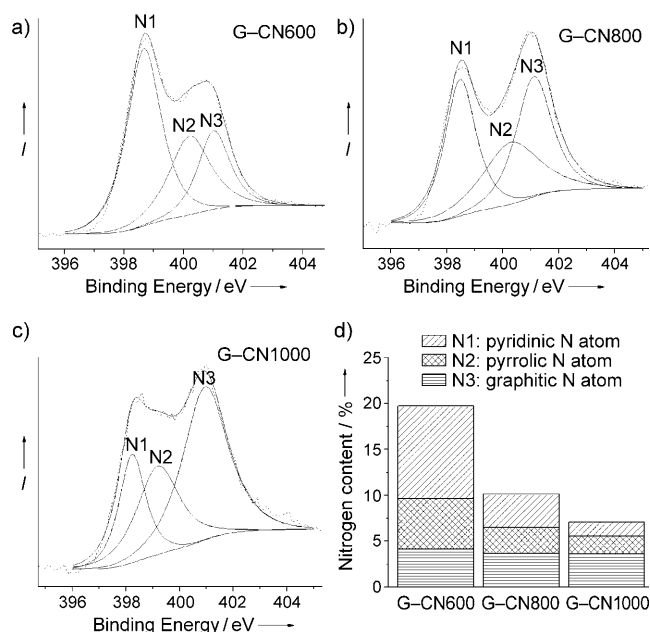 a)
G–CN600
N1
N2
N3
I
396 398 400 402 404
Binding Energy / eV
b)
G–CN800
N1
N2
N3
I
396 398 400 402 404
Binding Energy / eV
c)
G–CN1000
N1
N2
N3
I
396 398 400 402 404
Binding Energy / eV
d)
N1: pyridinic N atom
N2: pyrrolic N atom
N3: graphitic N atom
Nitrogen content / %
25
20
15
10
5
0
G–CN600 G–CN800 G–CN1000